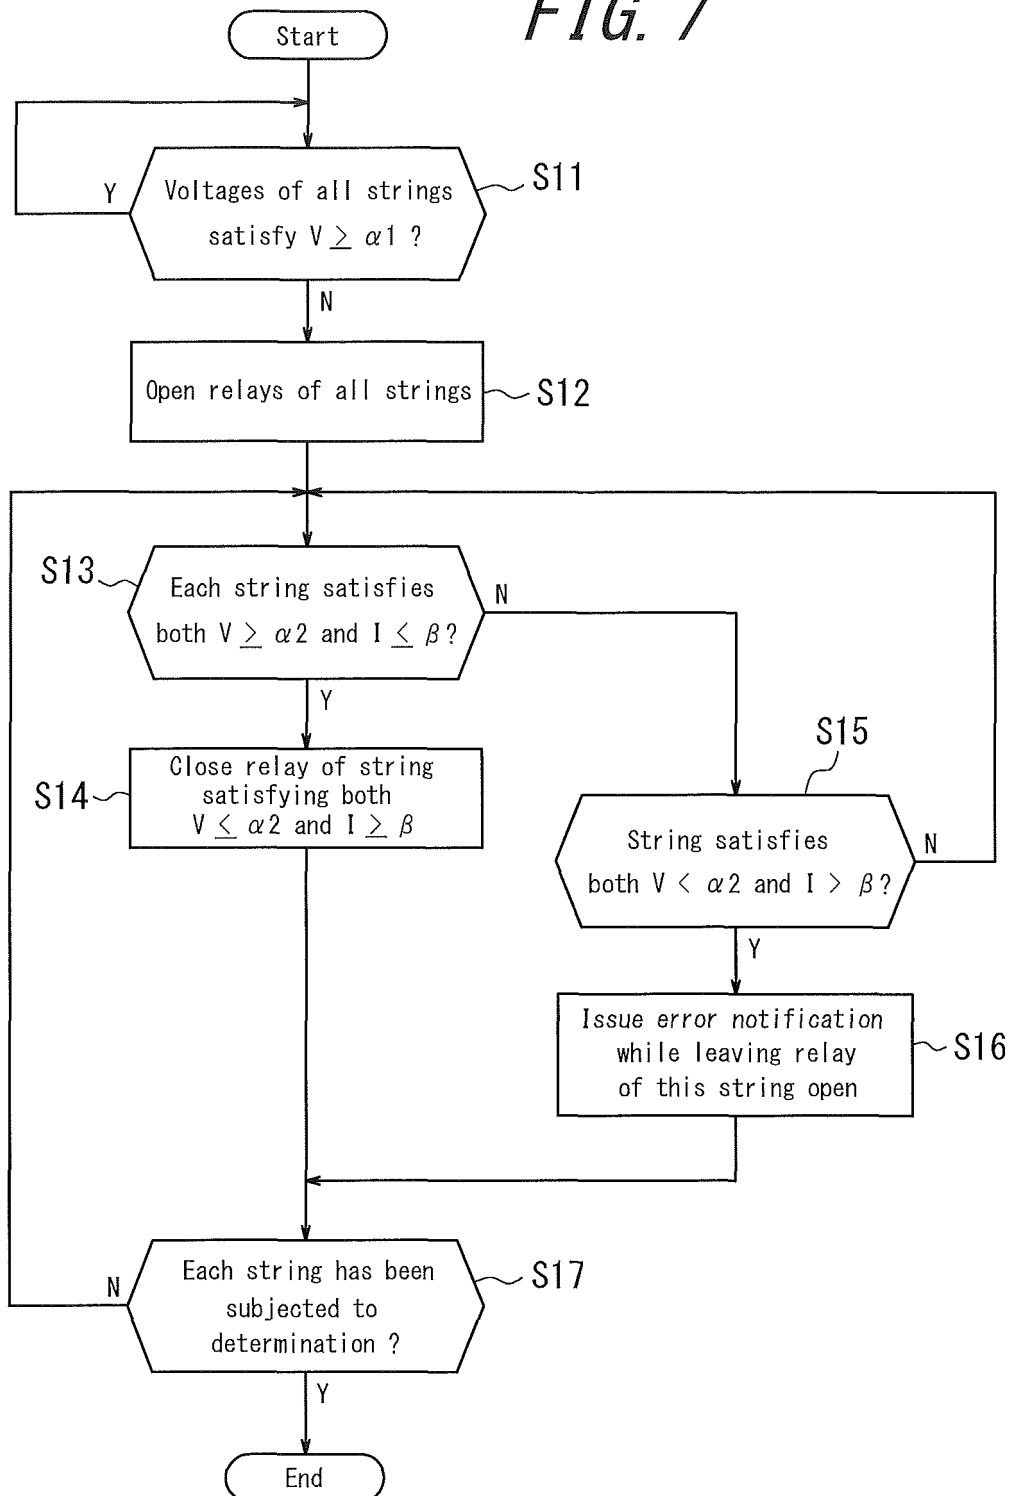 FIG. 7
Start
Y
Voltages of all strings
satisfy V ≥ α1 ?
S11
N
Open relays of all strings
S12
S13
Each string satisfies
both V ≥ α2 and I ≤ β?
N
Y
S14
Close relay of string
satisfying both
V ≤ α2 and I ≥ β
S15
String satisfies
both V < α2 and I > β?
N
Y
Issue error notification
while leaving relay
of this string open
S16
N
Each string has been
subjected to
determination ?
S17
Y
End